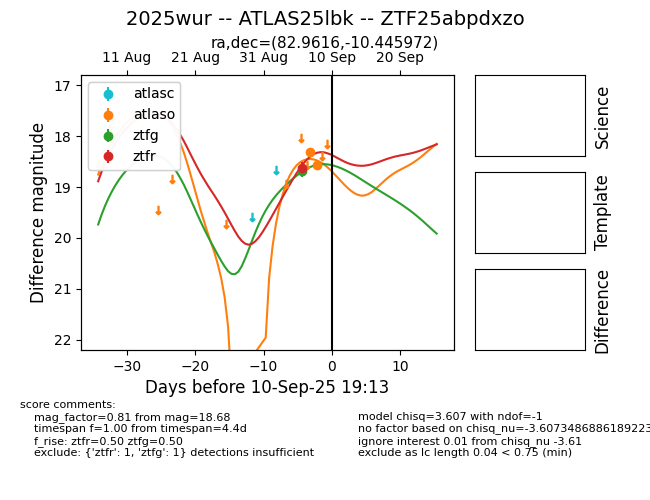 2025wur -- ATLAS25lbk -- ZTF25abpdxzo
ra,dec=(82.9616,-10.445972)
11 Aug 21 Aug 31 Aug 10 Sep 20 Sep
atlasc
atlaso
ztfg
ztfr
17
18
19
20
21
22
Difference magnitude
−30 −20 −10 0 10
Days before 10-Sep-25 19:13
Science
Template
Difference
score comments:
mag_factor=0.81 from mag=18.68
timespan f=1.00 from timespan=4.4d
f_rise: ztfr=0.50 ztfg=0.50
exclude: {'ztfr': 1, 'ztfg': 1} detections insufficient
model chisq=3.607 with ndof=-1
no factor based on chisq_nu=-3.6073486886189223
ignore interest 0.01 from chisq_nu -3.61
exclude as lc length 0.04 < 0.75 (min)